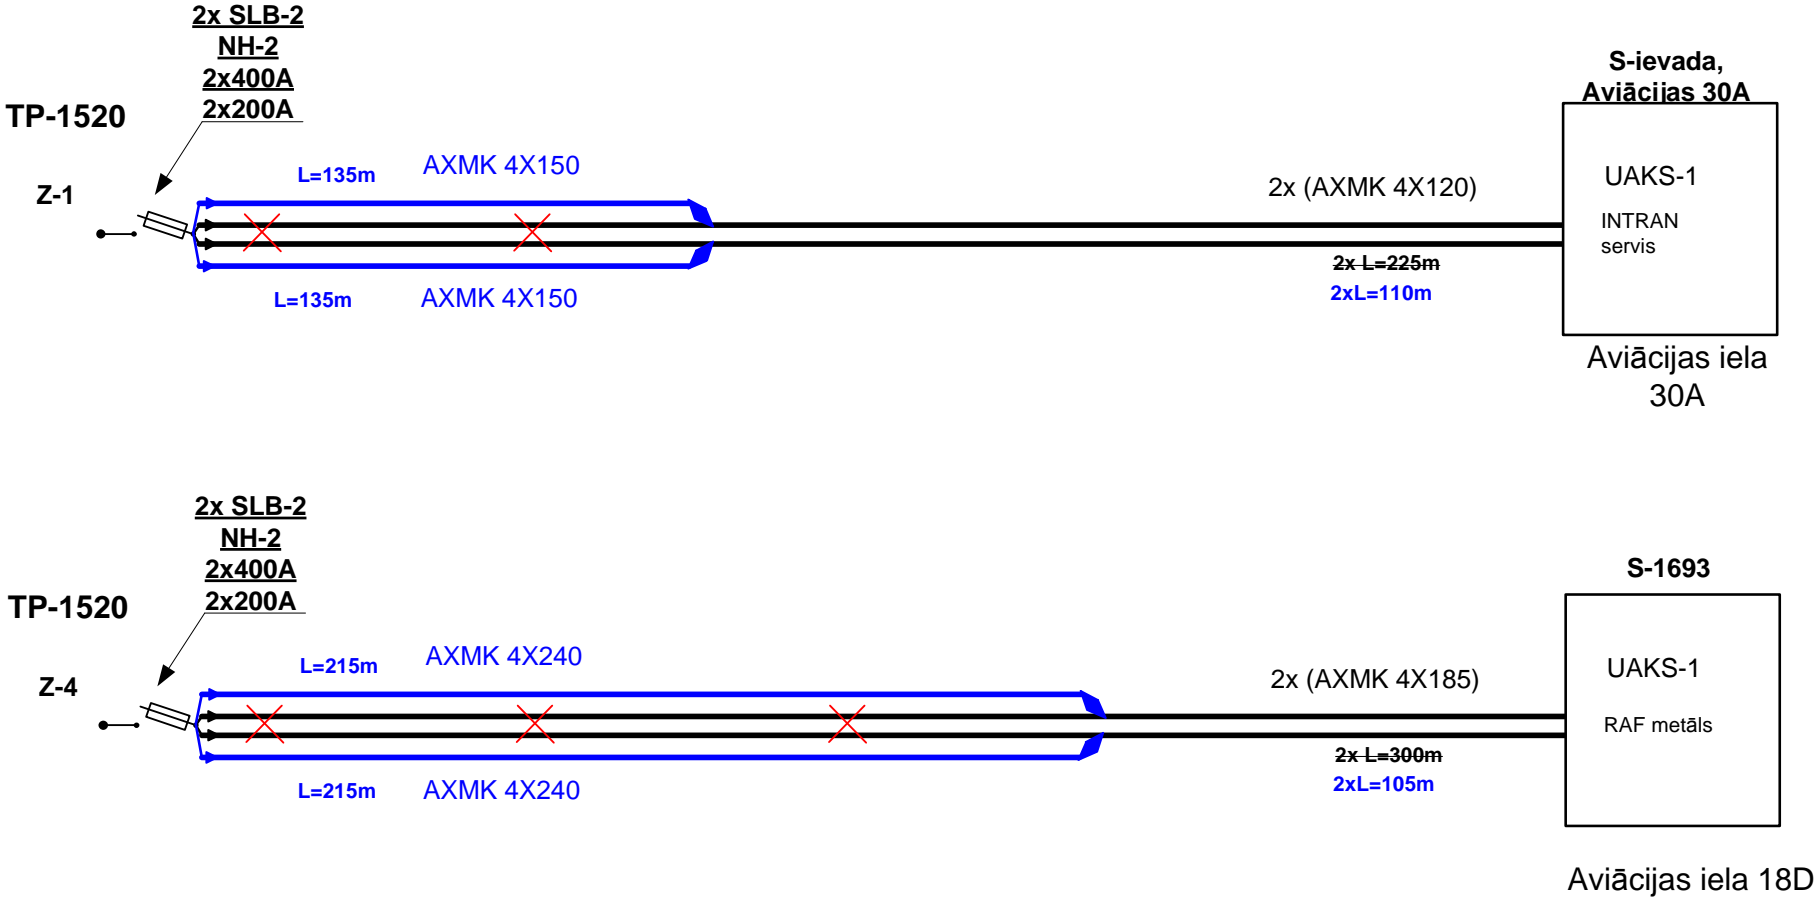 2x SLB-2
NH-2
2x400A
2x200A
TP-1520
Z-1
L=135m
AXMK 4X150
L=135m
AXMK 4X150
2x (AXMK 4X120)
2x L=225m
2xL=110m
S-ievada,
Aviācijas 30A
UAKS-1
INTRAN
servis
Aviācijas iela
30A
2x SLB-2
NH-2
2x400A
2x200A
TP-1520
Z-4
L=215m
AXMK 4X240
L=215m
AXMK 4X240
2x (AXMK 4X185)
2x L=300m
2xL=105m
S-1693
UAKS-1
RAF metāls
Aviācijas iela 18D